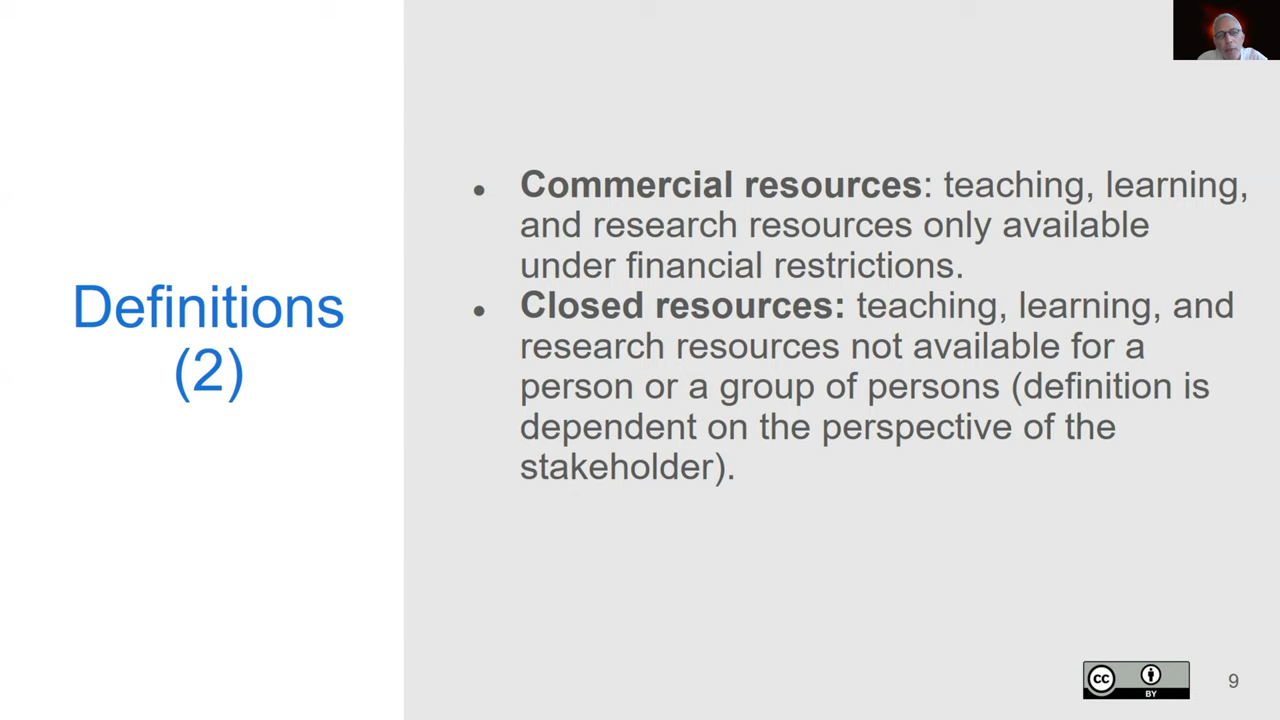 Definitions
(2)
● Commercial resources: teaching, learning,
and research resources only available
under financial restrictions.
● Closed resources: teaching, learning, and
research resources not available for a
person or a group of persons (definition is
dependent on the perspective of the
stakeholder).
cc
BY
9